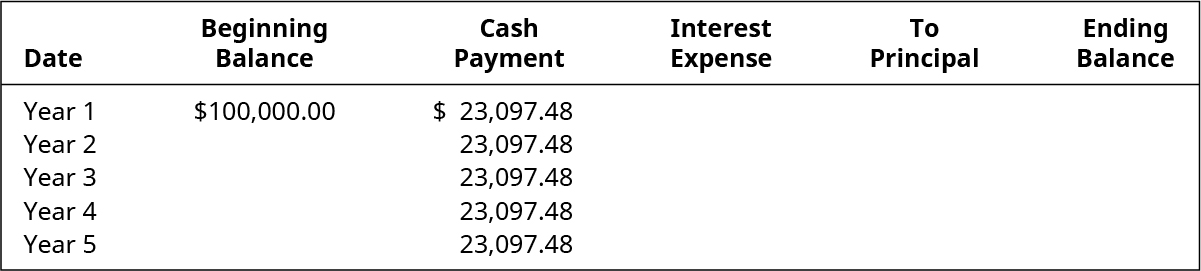 Date Beginning Balance Cash Payment Interest Expense To Principal Ending Balance
Year 1 $100,000.00 $ 23,097.48
Year 2 23,097.48
Year 3 23,097.48
Year 4 23,097.48
Year 5 23,097.48